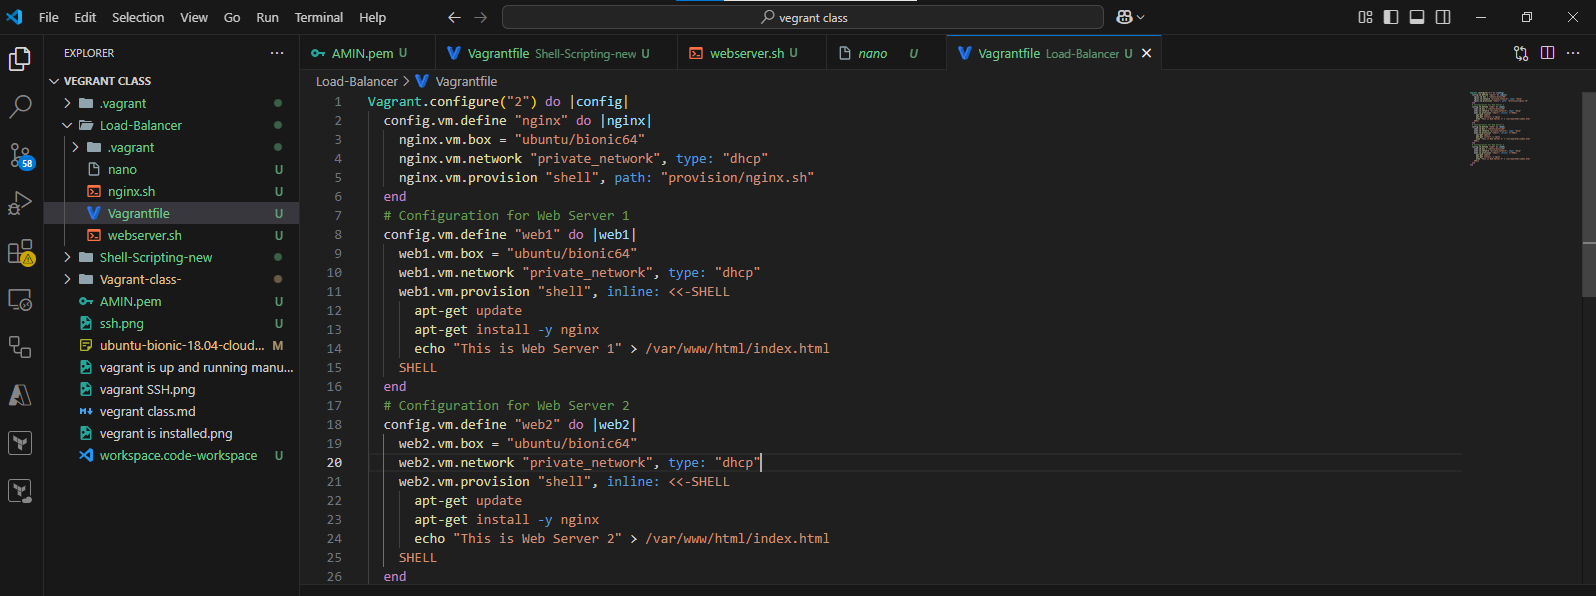 File Edit Selection View Go Run Terminal Help
vegrant class
EXPLORER
VEGRANT CLASS
.vagrant
Load-Balancer
.vagrant
nano U
nginx.sh U
Vagrantfile U
webserver.sh U
Shell-Scripting-new
Vagrant-class-
AMIN.pem U
ssh.png U
ubuntu-bionic-18.04-cloud... M
vagrant is up and running manu...
vagrant SSH.png
vegrant class.md
vegrant is installed.png
workspace.code-workspace U
58
AMIN.pem U
Vagrantfile Shell-Scripting-new U
webserver.sh U
nano U
Vagrantfile Load-Balancer U
Load-Balancer > Vagrantfile
1 Vagrant.configure("2") do |config|
2 config.vm.define "nginx" do |nginx|
3 nginx.vm.box = "ubuntu/bionic64"
4 nginx.vm.network "private_network", type: "dhcp"
5 nginx.vm.provision "shell", path: "provision/nginx.sh"
6 end
7 # Configuration for Web Server 1
8 config.vm.define "web1" do |web1|
9 web1.vm.box = "ubuntu/bionic64"
10 web1.vm.network "private_network", type: "dhcp"
11 web1.vm.provision "shell", inline: <<-SHELL
12 apt-get update
13 apt-get install -y nginx
14 echo "This is Web Server 1" > /var/www/html/index.html
15 SHELL
16 end
17 # Configuration for Web Server 2
18 config.vm.define "web2" do |web2|
19 web2.vm.box = "ubuntu/bionic64"
20 web2.vm.network "private_network", type: "dhcp"
21 web2.vm.provision "shell", inline: <<-SHELL
22 apt-get update
23 apt-get install -y nginx
24 echo "This is Web Server 2" > /var/www/html/index.html
25 SHELL
26 end